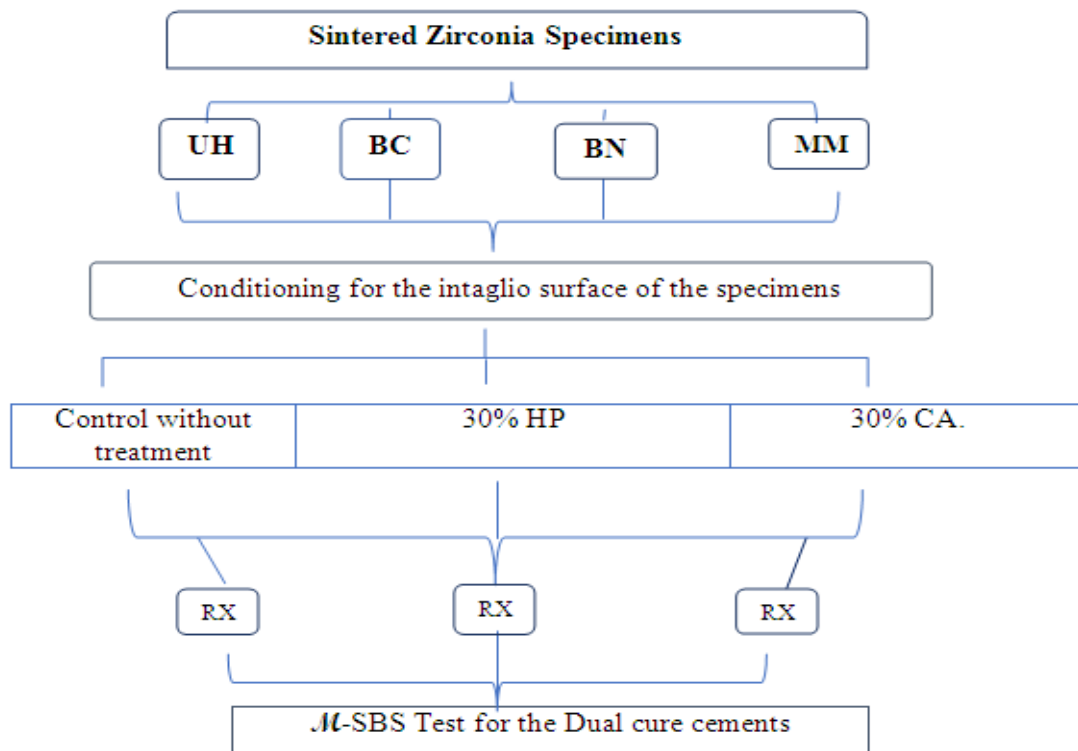 Sintered Zirconia Specimens
UH
BC
BN
MM
Conditioning for the intaglio surface of the specimens
Control without
treatment
30% HP
30% CA.
RX
RX
RX
ℳ-SBS Test for the Dual cure cements